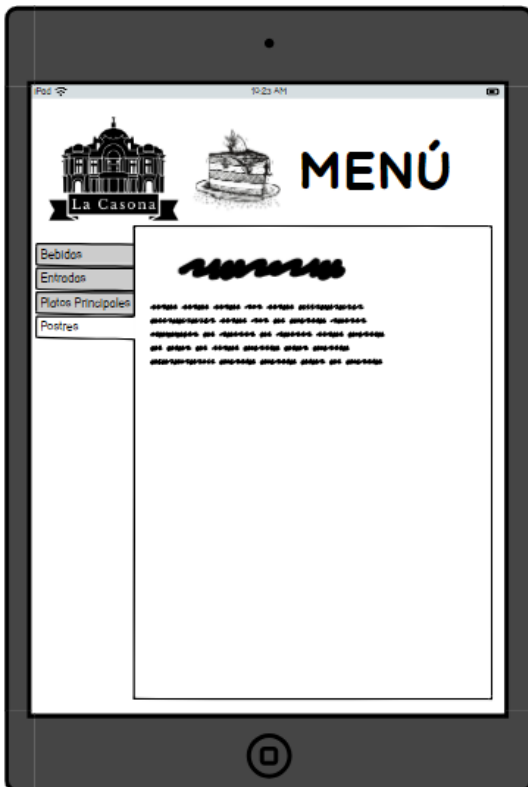 iPad 10:23 AM
MENÚ
La Casona
Bebidas
Entradas
Platos Principales
Postres